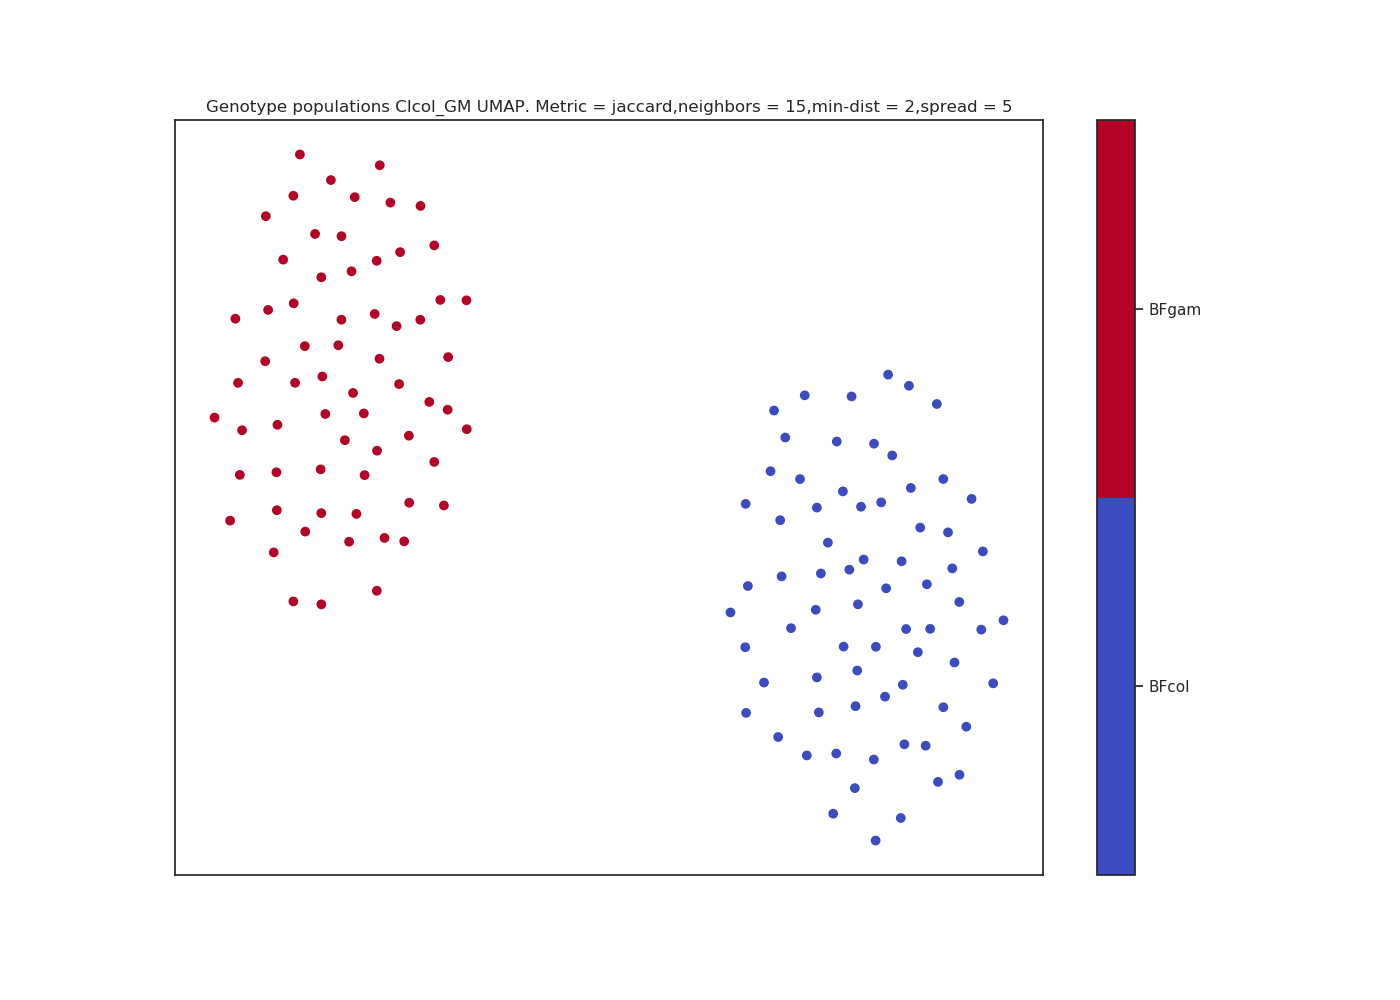 Genotype populations Clcol_GM UMAP. Metric = jaccard,neighbors = 15,min-dist = 2,spread = 5
BFgam
BFcol